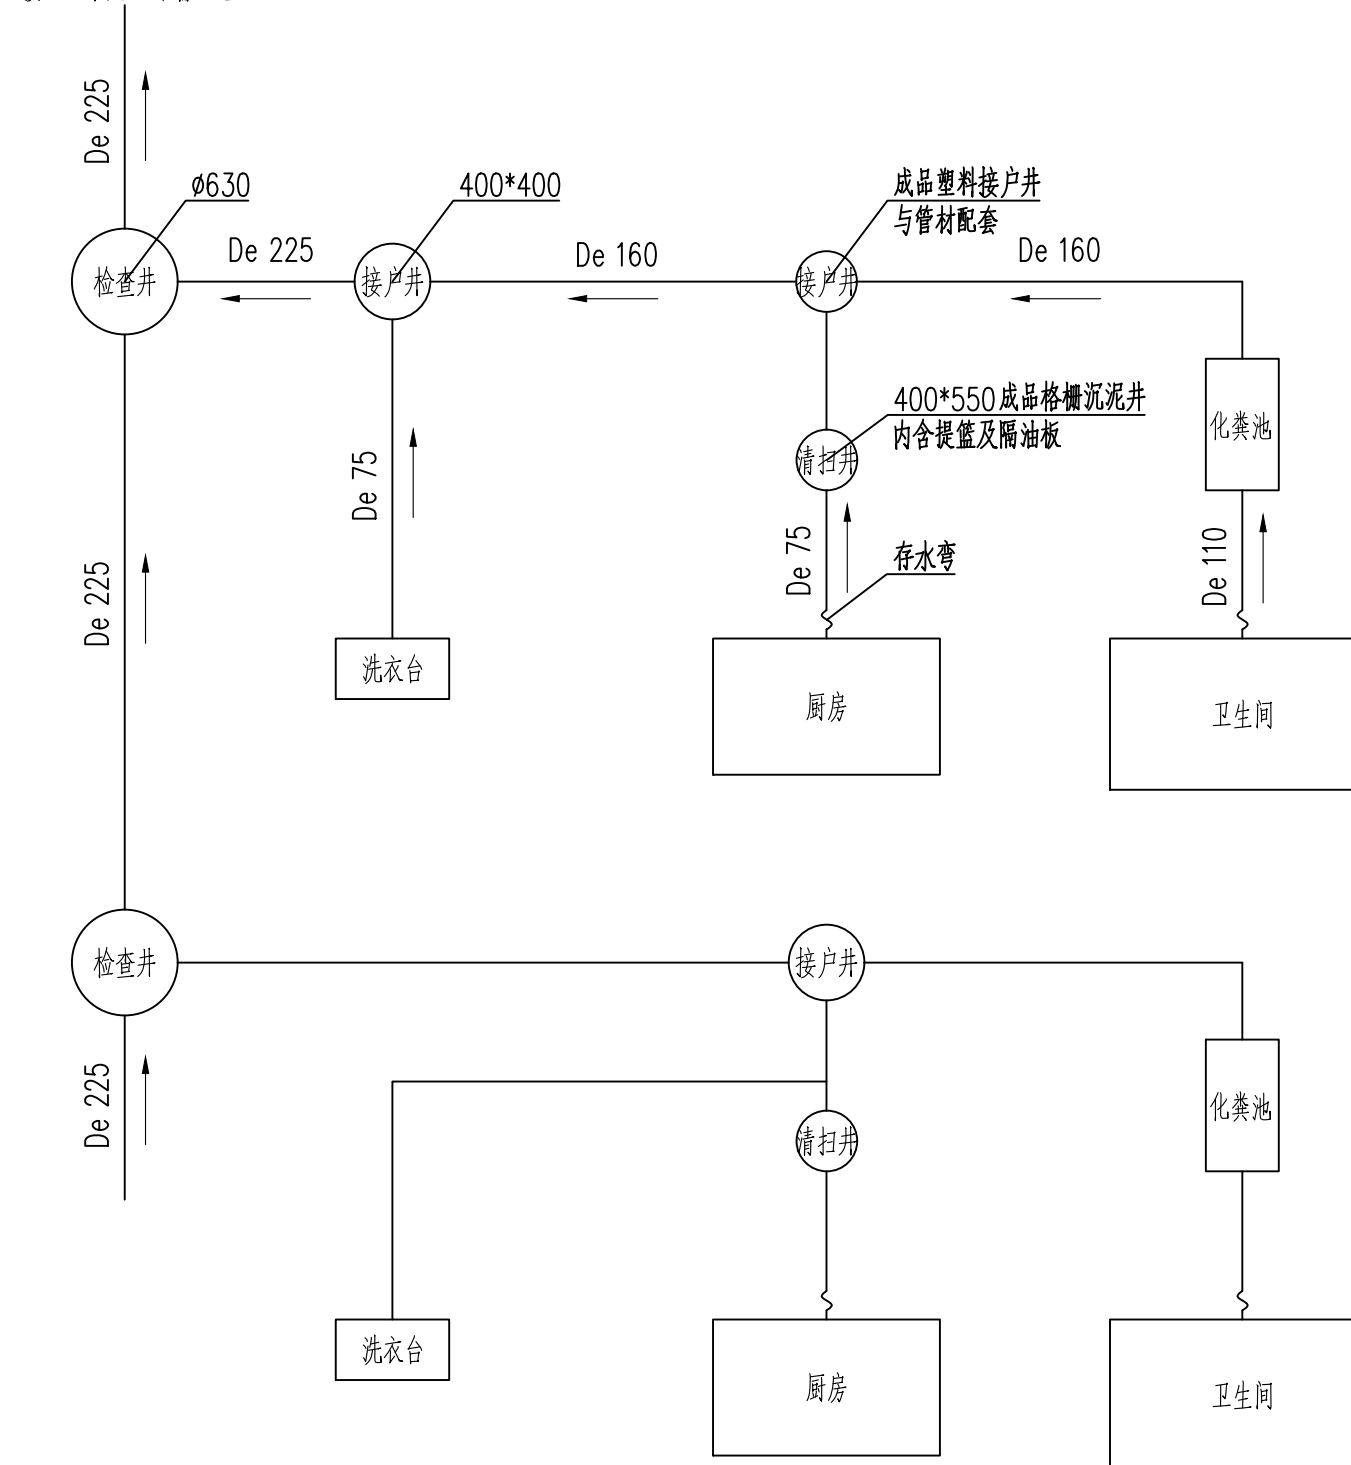 De 225
ø630
400*400
成品塑料接户井
与管材配套
De 225
De 160
De 160
检查井
接户井
接户井
400*550成品格栅沉泥井
内含提篮及隔油板
化粪池
清扫井
De 75
De 75
存水弯
De 110
De 225
洗衣台
厨房
卫生间
检查井
接户井
De 225
化粪池
清扫井
洗衣台
厨房
卫生间